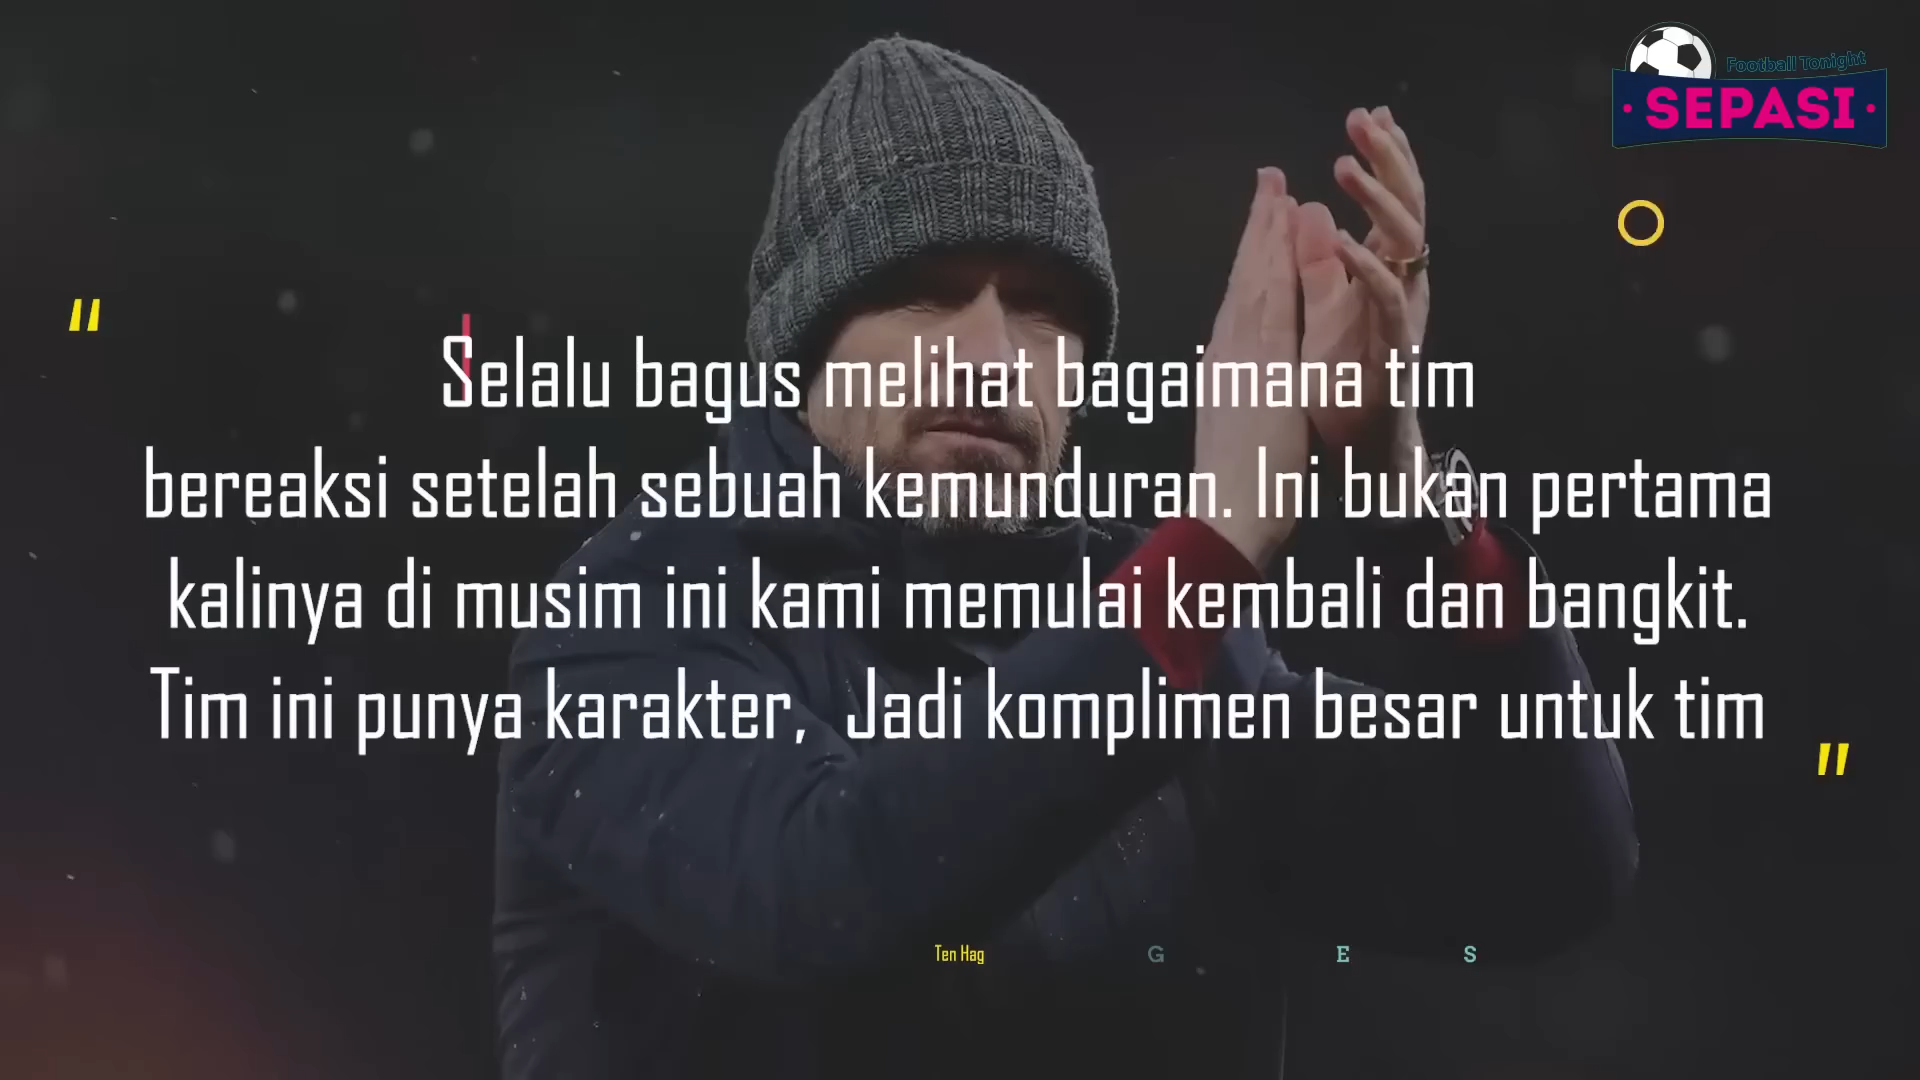 Football Tonight
SEPASI
"
Selalu bagus melihat bagaimana tim
bereaksi setelah sebuah kemunduran. Ini bukan pertama
kalinya di musim ini kami memulai kembali dan bangkit.
Tim ini punya karakter, Jadi komplimen besar untuk tim
"
Ten Hag
G E S